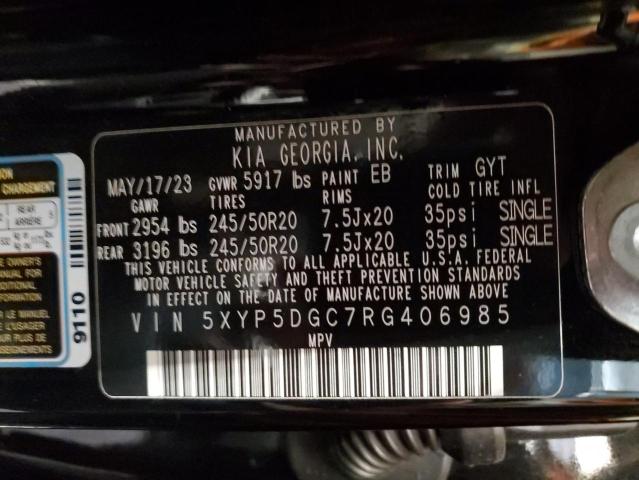 MANUFACTURED BY
KIA GEORGIA, INC.
MAY/17/23 GVWR 5917 lbs PAINT EB TRIM GYT
GAWR TIRES RIMS COLD TIRE INFL
FRONT 2954 lbs 245/50R20 7.5Jx20 35psi SINGLE
REAR 3196 lbs 245/50R20 7.5Jx20 35psi SINGLE
THIS VEHICLE CONFORMS TO ALL APPLICABLE U.S.A. FEDERAL
MOTOR VEHICLE SAFETY AND THEFT PREVENTION STANDARDS
IN EFFECT ON THE DATE OF MANUFACTURE SHOWN ABOVE
VIN 5XYP5DGC7RG406985
MPV
CHARGEMENT
REAR
ARRIÈRE
9110